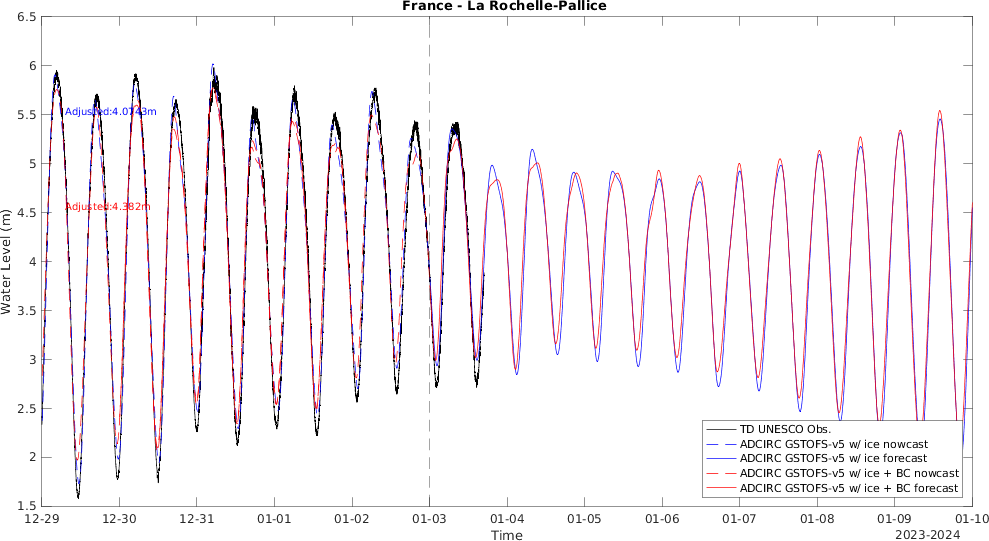 France - La Rochelle-Pallice
6.5
6
5.5
5
4.5
4
3.5
3
2.5
2
1.5
Water Level (m)
Adjusted:4.0743m
Adjusted:4.382m
TD UNESCO Obs.
ADCIRC GSTOFS-v5 w/ ice nowcast
ADCIRC GSTOFS-v5 w/ ice forecast
ADCIRC GSTOFS-v5 w/ ice + BC nowcast
ADCIRC GSTOFS-v5 w/ ice + BC forecast
12-29 12-30 12-31 01-01 01-02 01-03 01-04 01-05 01-06 01-07 01-08 01-09 01-10
Time
2023-2024